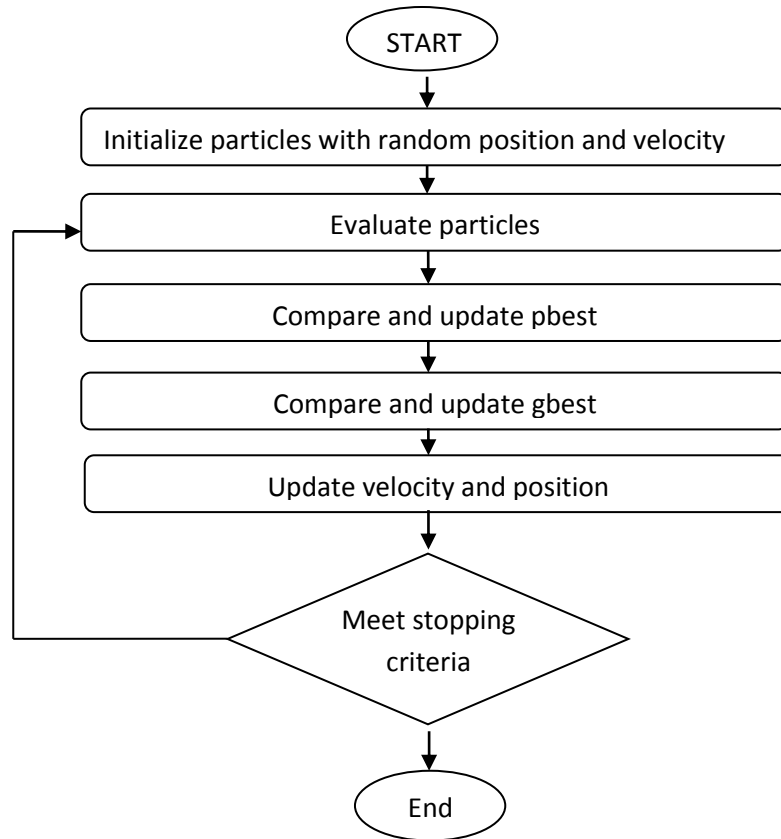 START
Initialize particles with random position and velocity
Evaluate particles
Compare and update pbest
Compare and update gbest
Update velocity and position
Meet stopping
criteria
End